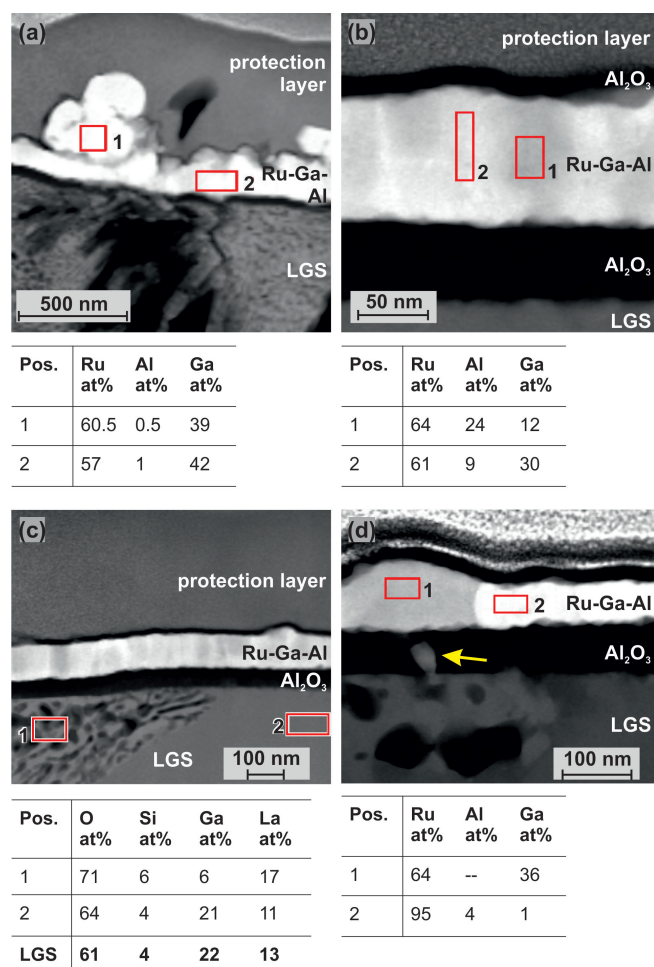 (a)
protection
layer
1
2
Ru-Ga-
Al
LGS
500 nm
(b)
protection layer
Al₂O₃
2
1
Ru-Ga-Al
Al₂O₃
50 nm
LGS
Pos. Ru Al Ga
at% at% at%
1 60.5 0.5 39
2 57 1 42
Pos. Ru Al Ga
at% at% at%
1 64 24 12
2 61 9 30
(c)
protection layer
Ru-Ga-Al
Al₂O₃
1
2
LGS
100 nm
(d)
1
2
Ru-Ga-Al
Al₂O₃
LGS
100 nm
Pos. O Si Ga La
at% at% at% at%
1 71 6 6 17
2 64 4 21 11
LGS 61 4 22 13
Pos. Ru Al Ga
at% at% at%
1 64 -- 36
2 95 4 1